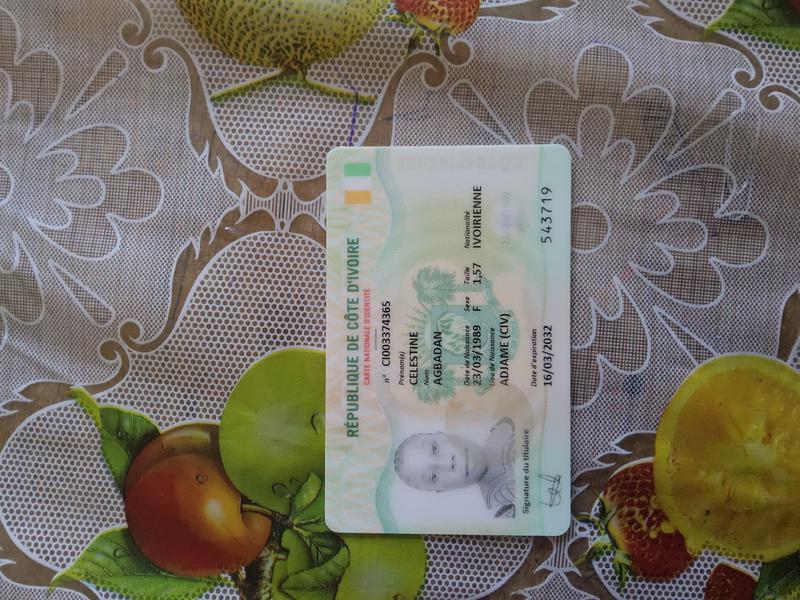 RÉPUBLIQUE DE CÔTE D'IVOIRE
CARTE NATIONALE D'IDENTITÉ
n° CI003374365
Prénom(s)
CELESTINE
Nom
AGBADAN
Date de Naissance Sexe Taille Nationalité
23/03/1989 F 1,57 IVOIRIENNE
Lieu de Naissance
ADJAME (CIV)
Date d'expiration
16/03/2032
Signature du titulaire
543719